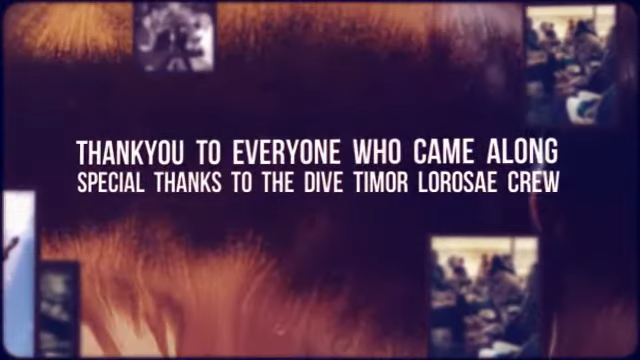 THANKYOU TO EVERYONE WHO CAME ALONG
SPECIAL THANKS TO THE DIVE TIMOR LOROSAE CREW